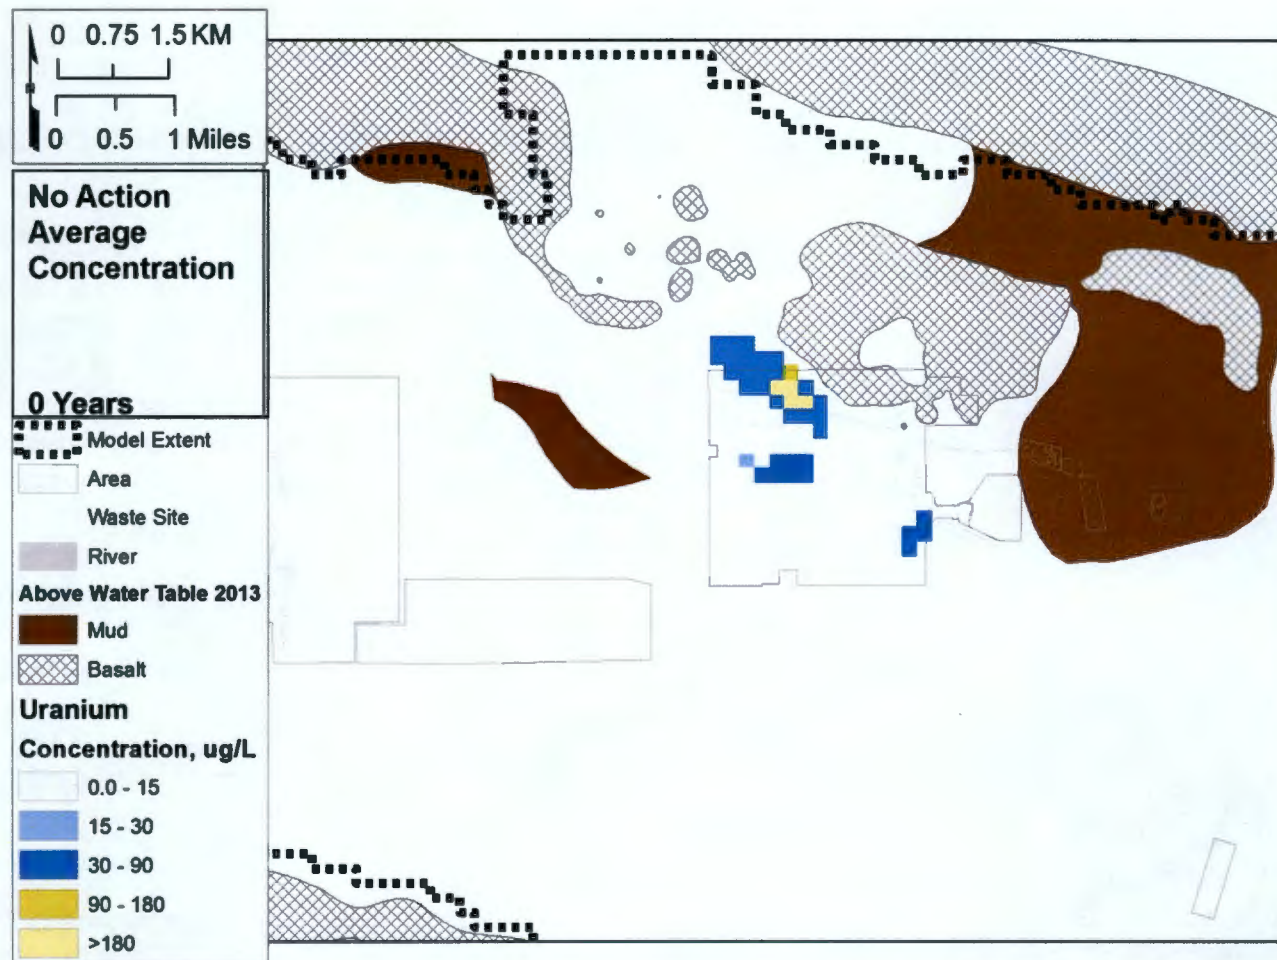 0 0.75 1.5 KM
0 0.5 1 Miles
No Action
Average
Concentration
0 Years
Model Extent
Area
Waste Site
River
Above Water Table 2013
Mud
Basalt
Uranium
Concentration, ug/L
0.0 - 15
15 - 30
30 - 90
90 - 180
>180